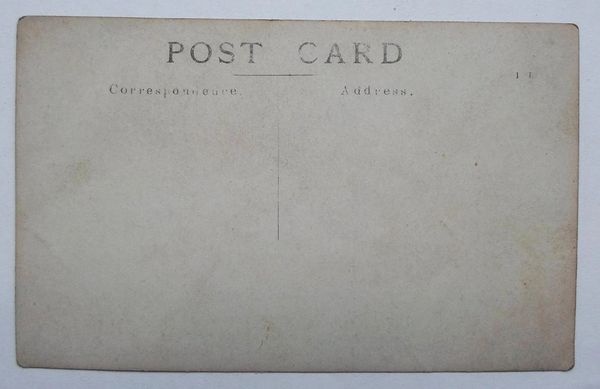 POST CARD
Correspondence.
Address.